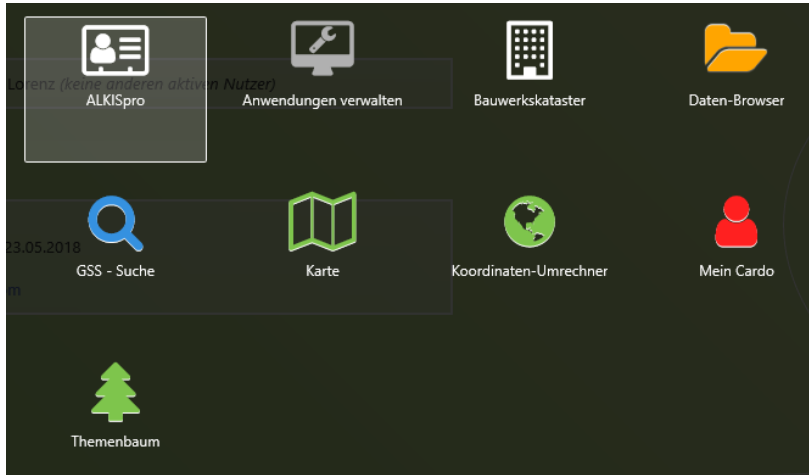 Lorenz (keine anderen aktiven Nutzer)
ALKISpro
Anwendungen verwalten
Bauwerkskataster
Daten-Browser
23.05.2018
GSS - Suche
Karte
Koordinaten-Umrechner
Mein Cardo
om
Themenbaum